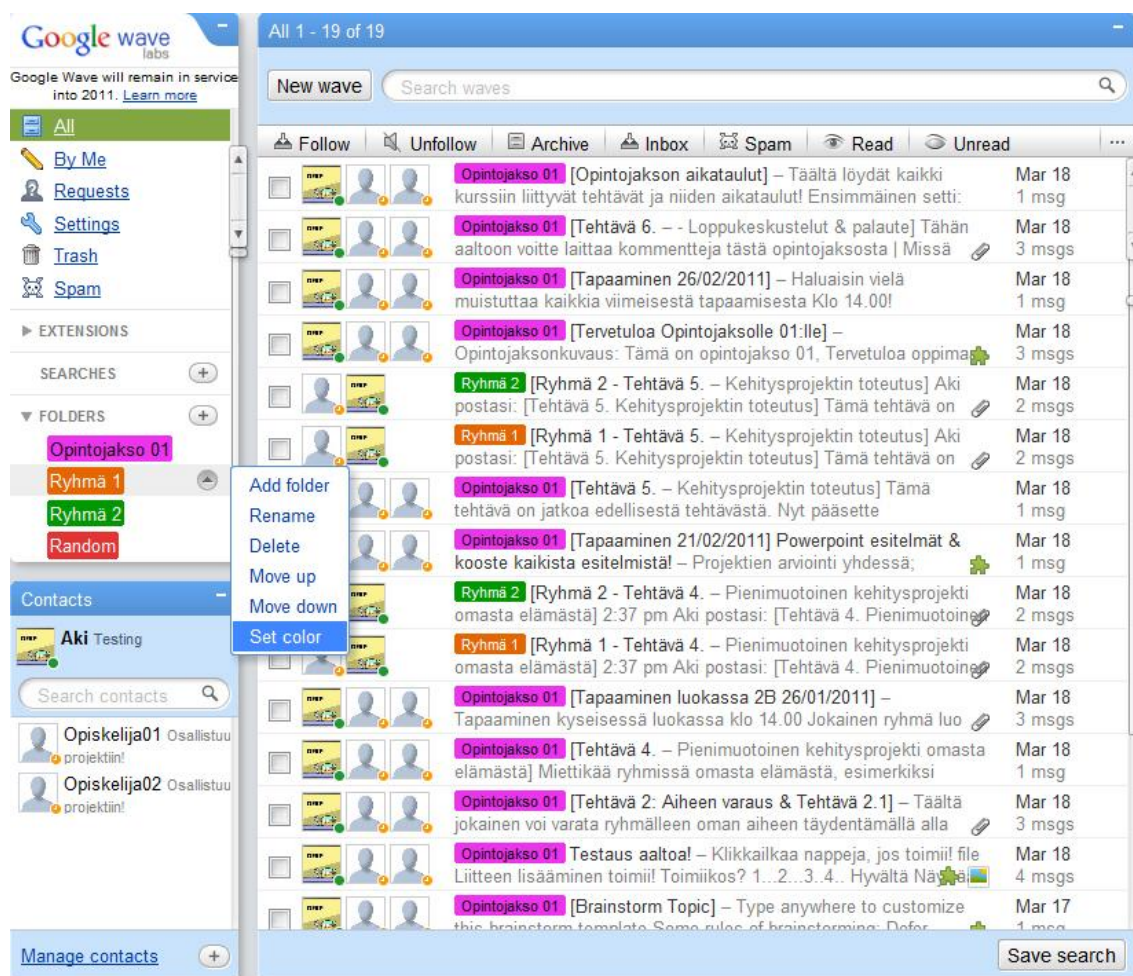 Google wave
labs
Google Wave will remain in service
into 2011. Learn more
All
By Me
Requests
Settings
Trash
Spam
EXTENSIONS
SEARCHES
FOLDERS
Opintojakso 01
Ryhmä 1
Ryhmä 2
Random
Add folder
Rename
Delete
Move up
Move down
Set color
Contacts
Aki Testing
Search contacts
Opiskelija01 Osallistuu
projektiin!
Opiskelija02 Osallistuu
projektiin!
Manage contacts
All 1 - 19 of 19
New wave Search waves
Follow Unfollow Archive Inbox Spam Read Unread ...
Opintojakso 01 [Opintojakson aikataulut] – Täältä löydät kaikki Mar 18
kurssiin liittyvät tehtävät ja niiden aikataulut! Ensimmäinen setti: 1 msg
Opintojakso 01 [Tehtävä 6. – - Loppukeskustelut & palaute] Tähän Mar 18
aaltoon voitte laittaa kommentteja tästä opintojaksosta | Missä 3 msgs
Opintojakso 01 [Tapaaminen 26/02/2011] – Haluaisin vielä Mar 18
muistuttaa kaikkia viimeisestä tapaamisesta Klo 14.00! 1 msg
Opintojakso 01 [Tervetuloa Opintojaksolle 01:lle] – Mar 18
Opintojaksonkuvaus: Tämä on opintojakso 01, Tervetuloa oppima 3 msgs
Ryhmä 2 [Ryhmä 2 - Tehtävä 5. – Kehitysprojektin toteutus] Aki Mar 18
postasi: [Tehtävä 5. Kehitysprojektin toteutus] Tämä tehtävä on 2 msgs
Ryhmä 1 [Ryhmä 1 - Tehtävä 5. – Kehitysprojektin toteutus] Aki Mar 18
postasi: [Tehtävä 5. Kehitysprojektin toteutus] Tämä tehtävä on 2 msgs
Opintojakso 01 [Tehtävä 5. – Kehitysprojektin toteutus] Tämä Mar 18
tehtävä on jatkoa edellisestä tehtävästä. Nyt pääsette 1 msg
Opintojakso 01 [Tapaaminen 21/02/2011] Powerpoint esitelmät & Mar 18
kooste kaikista esitelmistä! – Projektien arviointi yhdessä; 1 msg
Ryhmä 2 [Ryhmä 2 - Tehtävä 4. – Pienimuotoinen kehitysprojekti Mar 18
omasta elämästä] 2:37 pm Aki postasi: [Tehtävä 4. Pienimuotoinen 2 msgs
Ryhmä 1 [Ryhmä 1 - Tehtävä 4. – Pienimuotoinen kehitysprojekti Mar 18
omasta elämästä] 2:37 pm Aki postasi: [Tehtävä 4. Pienimuotoinen 2 msgs
Opintojakso 01 [Tapaaminen luokassa 2B 26/01/2011] – Mar 18
Tapaaminen kyseisessä luokassa klo 14.00 Jokainen ryhmä luo 3 msgs
Opintojakso 01 [Tehtävä 4. – Pienimuotoinen kehitysprojekti omasta Mar 18
elämästä] Miettikää ryhmissä omasta elämästä, esimerkiksi 1 msg
Opintojakso 01 [Tehtävä 2: Aiheen varaus & Tehtävä 2.1] – Täältä Mar 18
jokainen voi varata ryhmälleen oman aiheen täydentämällä alla 3 msgs
Opintojakso 01 Testaus aaltoa! – Klikkailkaa nappeja, jos toimii! file Mar 18
Liitteen lisääminen toimii! Toimiikos? 1...2...3..4.. Hyvältä 4 msgs
Opintojakso 01 [Brainstorm Topic] – Type anywhere to customize Mar 17
this brainstorm template Some rules of brainstorming: Defer 1 msg
Save search